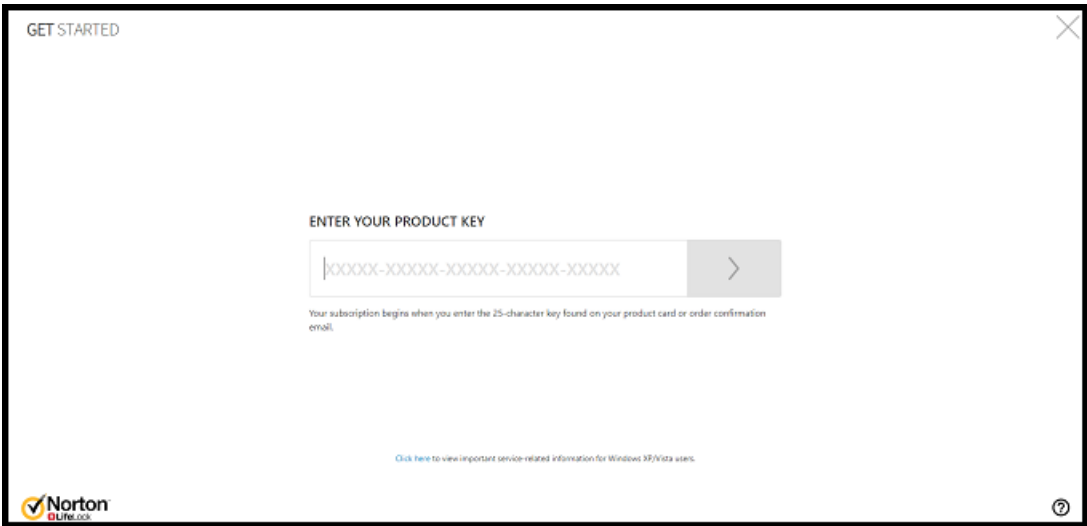 GET STARTED
ENTER YOUR PRODUCT KEY
XXXXX-XXXXX-XXXXX-XXXXX-XXXXX
Your subscription begins when you enter the 25-character key found on your product card or order confirmation
email.
Click here to view important service-related information for Windows XP/Vista users.
Norton
LifeLock